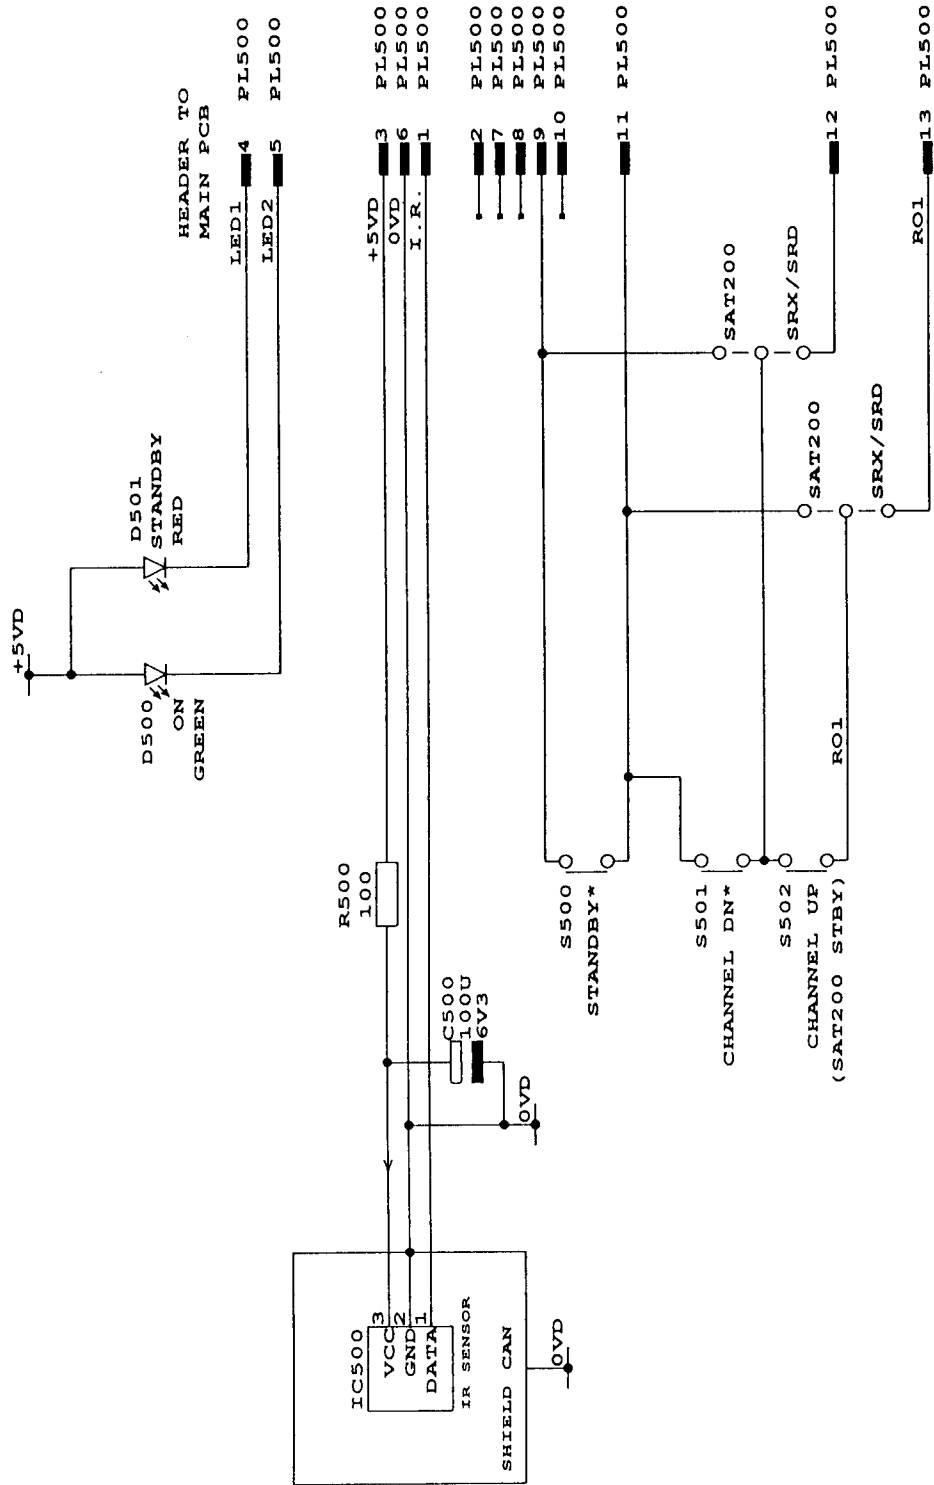 HEADER TO
MAIN PCB
4 PL500
5 PL500
LED1
LED2
3 PL500
6 PL500
1 PL500
+5VD
0VD
I.R.
2 PL500
7 PL500
8 PL500
9 PL500
10 PL500
11 PL500
12 PL500
13 PL500
RO1
SAT200
SRX/SRD
SAT200
SRX/SRD
+5VD
D501
STANDBY
RED
D500
ON
GREEN
R500
100
RO1
S500
STANDBY*
S501
CHANNEL DN*
S502
CHANNEL UP
(SAT200 STBY)
C500
100U
6V3
0VD
IC500
3
2
1
VCC
GND
DATA
IR SENSOR
SHIELD CAN
0VD